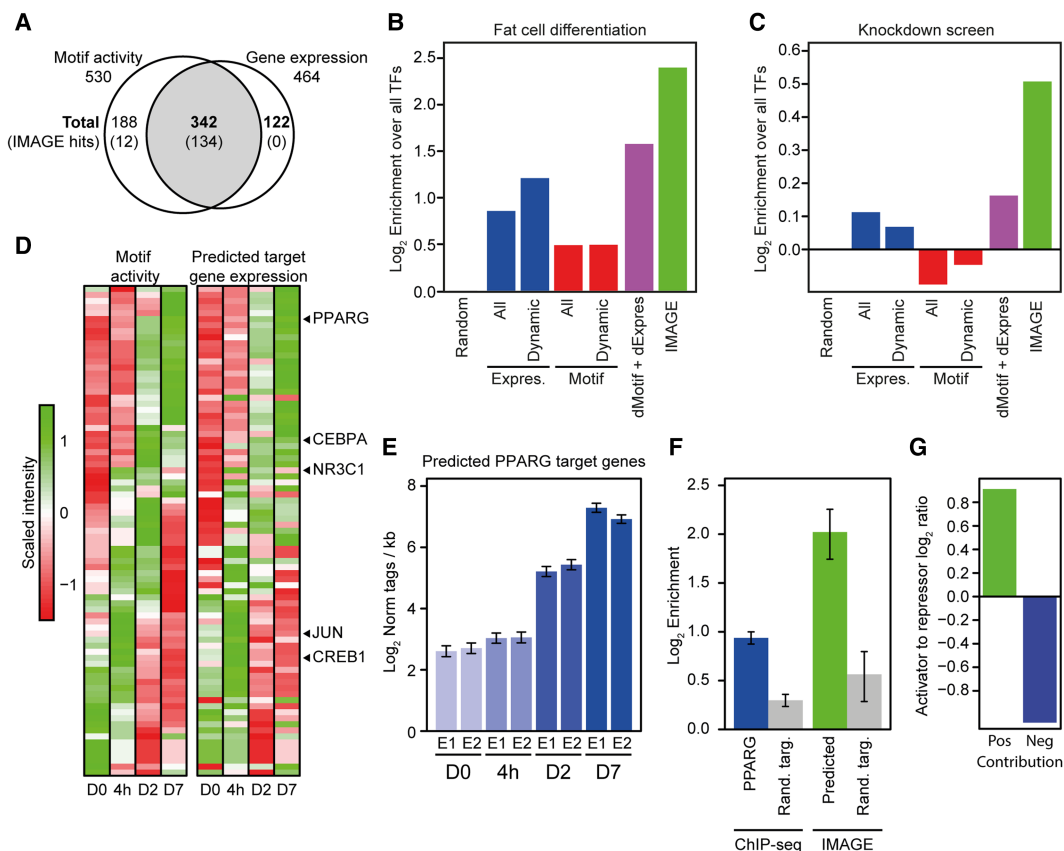 A
Motif activity
530
Gene expression
464
Total
(IMAGE hits)
188
(12)
342
(134)
122
(0)
B
Fat cell differentiation
Log2 Enrichment over all TFs
2.5
2.0
1.5
1.0
0.5
0.0
Random
All
Dynamic
All
Dynamic
dMotif + dExpres
IMAGE
Expres.
Motif
C
Knockdown screen
Log2 Enrichment over all TFs
0.6
0.5
0.4
0.3
0.2
0.1
0.0
Random
All
Dynamic
All
Dynamic
dMotif + dExpres
IMAGE
Expres.
Motif
D
Motif
activity
Predicted target
gene expression
Scaled intensity
1
0
−1
PPARG
CEBPA
NR3C1
JUN
CREB1
D0 4h D2 D7
D0 4h D2 D7
E
Predicted PPARG target genes
Log2 Norm tags / kb
8
6
4
2
0
E1 E2 E1 E2 E1 E2 E1 E2
D0 4h D2 D7
F
Log2 Enrichment
2.5
2.0
1.5
1.0
0.5
0.0
PPARG
Rand. targ.
Predicted
Rand. targ.
ChIP-seq
IMAGE
G
Activator to repressor log2 ratio
0.8
0.6
0.4
0.2
0.0
−0.2
−0.4
−0.6
−0.8
Pos Neg
Contribution